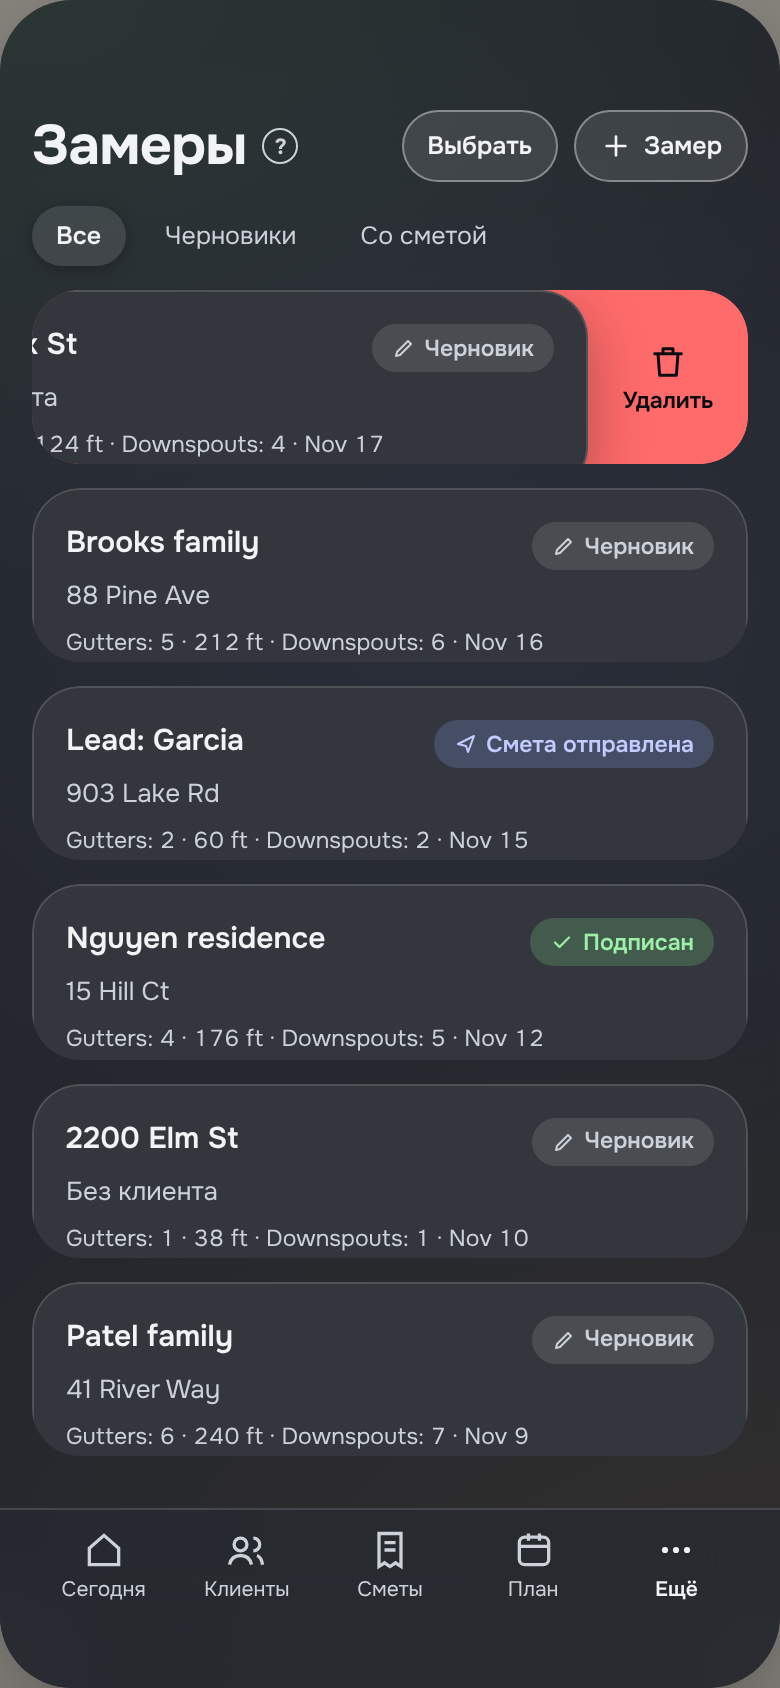 Замеры ?
Выбрать
+ Замер
Все
Черновики
Со сметой
St
Черновик
та
124 ft · Downspouts: 4 · Nov 17
Удалить
Brooks family
Черновик
88 Pine Ave
Gutters: 5 · 212 ft · Downspouts: 6 · Nov 16
Lead: Garcia
Смета отправлена
903 Lake Rd
Gutters: 2 · 60 ft · Downspouts: 2 · Nov 15
Nguyen residence
Подписан
15 Hill Ct
Gutters: 4 · 176 ft · Downspouts: 5 · Nov 12
2200 Elm St
Черновик
Без клиента
Gutters: 1 · 38 ft · Downspouts: 1 · Nov 10
Patel family
Черновик
41 River Way
Gutters: 6 · 240 ft · Downspouts: 7 · Nov 9
Сегодня
Клиенты
Сметы
План
Ещё